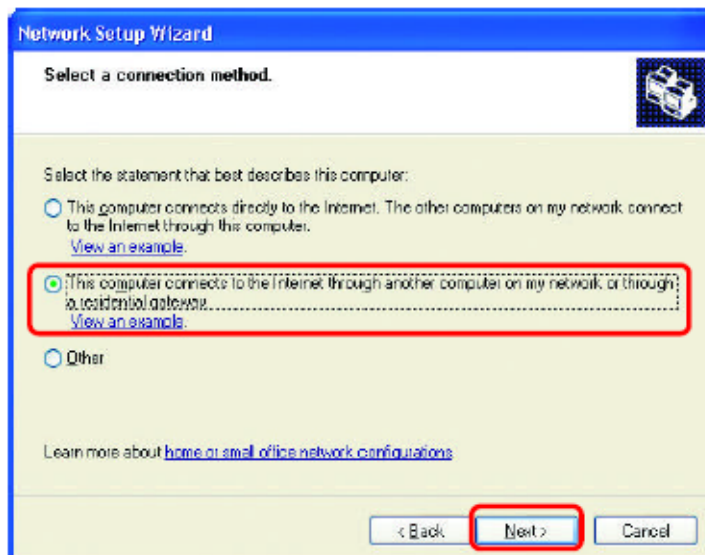 Network Setup Wizard
Select a connection method.
Select the statement that best describes this computer:
This computer connects directly to the Internet. The other computers on my network connect
to the Internet through this computer.
View an example.
This computer connects to the Internet through another computer on my network or through
a residential gateway.
View an example.
Other
Learn more about home or small office network configurations.
< Back
Next >
Cancel